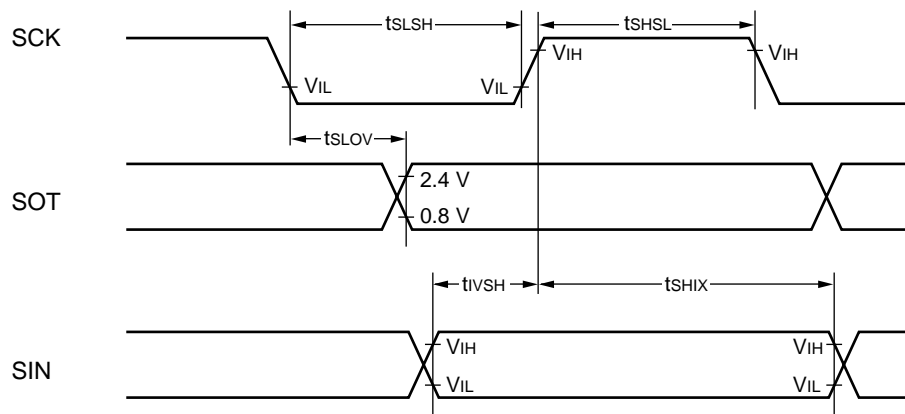 tSLSH
tSHSL
SCK
VIH
VIH
VIL
VIL
tSLOV
SOT
2.4 V
0.8 V
tIVSH
tSHIX
VIH
VIH
SIN
VIL
VIL